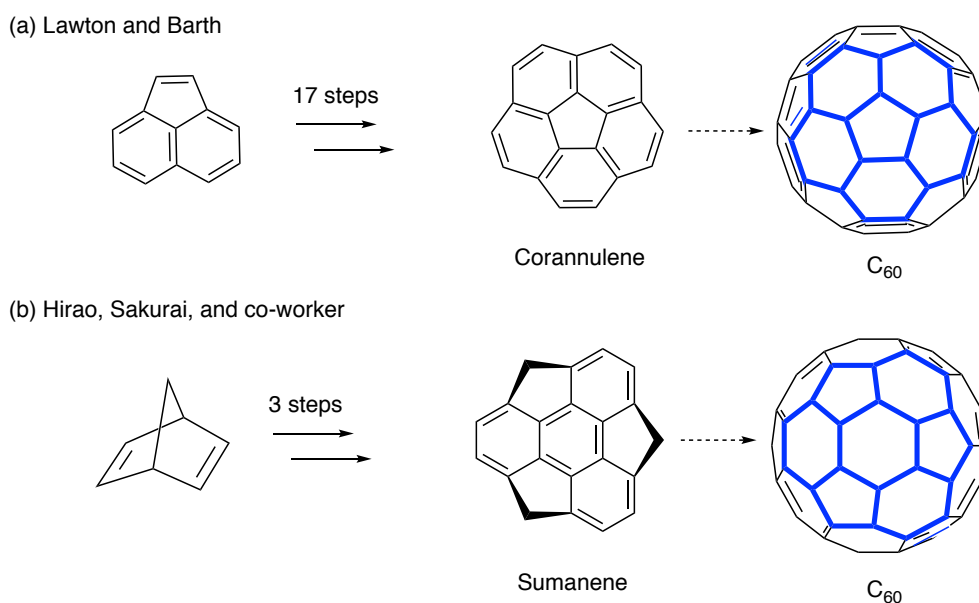 (a) Lawton and Barth
17 steps
Corannulene
C60
(b) Hirao, Sakurai, and co-worker
3 steps
Sumanene
C60